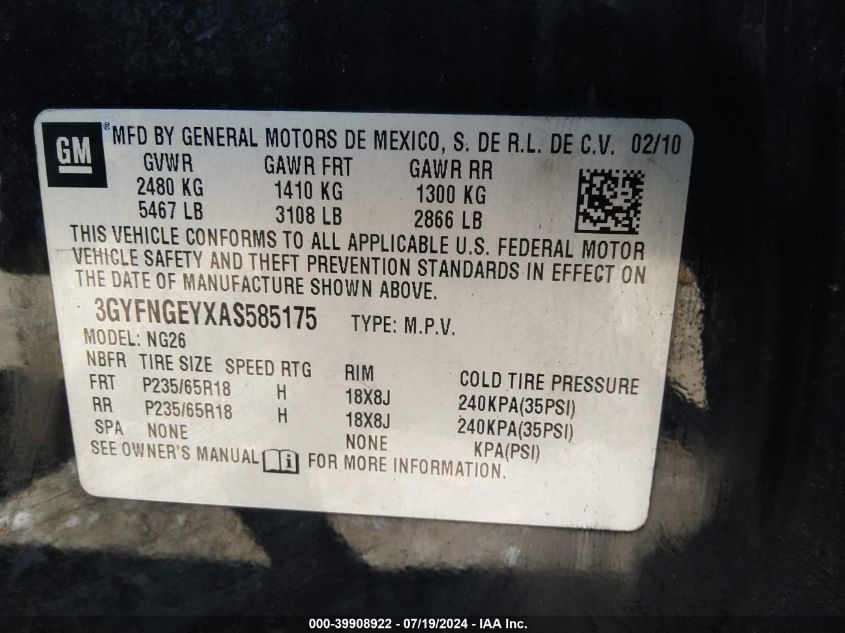 GM ® MFD BY GENERAL MOTORS DE MEXICO, S. DE R.L. DE C.V. 02/10
GVWR GAWR FRT GAWR RR
2480 KG 1410 KG 1300 KG
5467 LB 3108 LB 2866 LB
THIS VEHICLE CONFORMS TO ALL APPLICABLE U.S. FEDERAL MOTOR
VEHICLE SAFETY AND THEFT PREVENTION STANDARDS IN EFFECT ON
THE DATE OF MANUFACTURE SHOWN ABOVE.
3GYFNGEYXAS585175 TYPE: M.P.V.
MODEL: NG26
NBFR TIRE SIZE SPEED RTG RIM COLD TIRE PRESSURE
FRT P235/65R18 H 18X8J 240KPA(35PSI)
RR P235/65R18 H 18X8J 240KPA(35PSI)
SPA NONE NONE KPA(PSI)
SEE OWNER'S MANUAL FOR MORE INFORMATION.
000-39908922 - 07/19/2024 - IAA Inc.